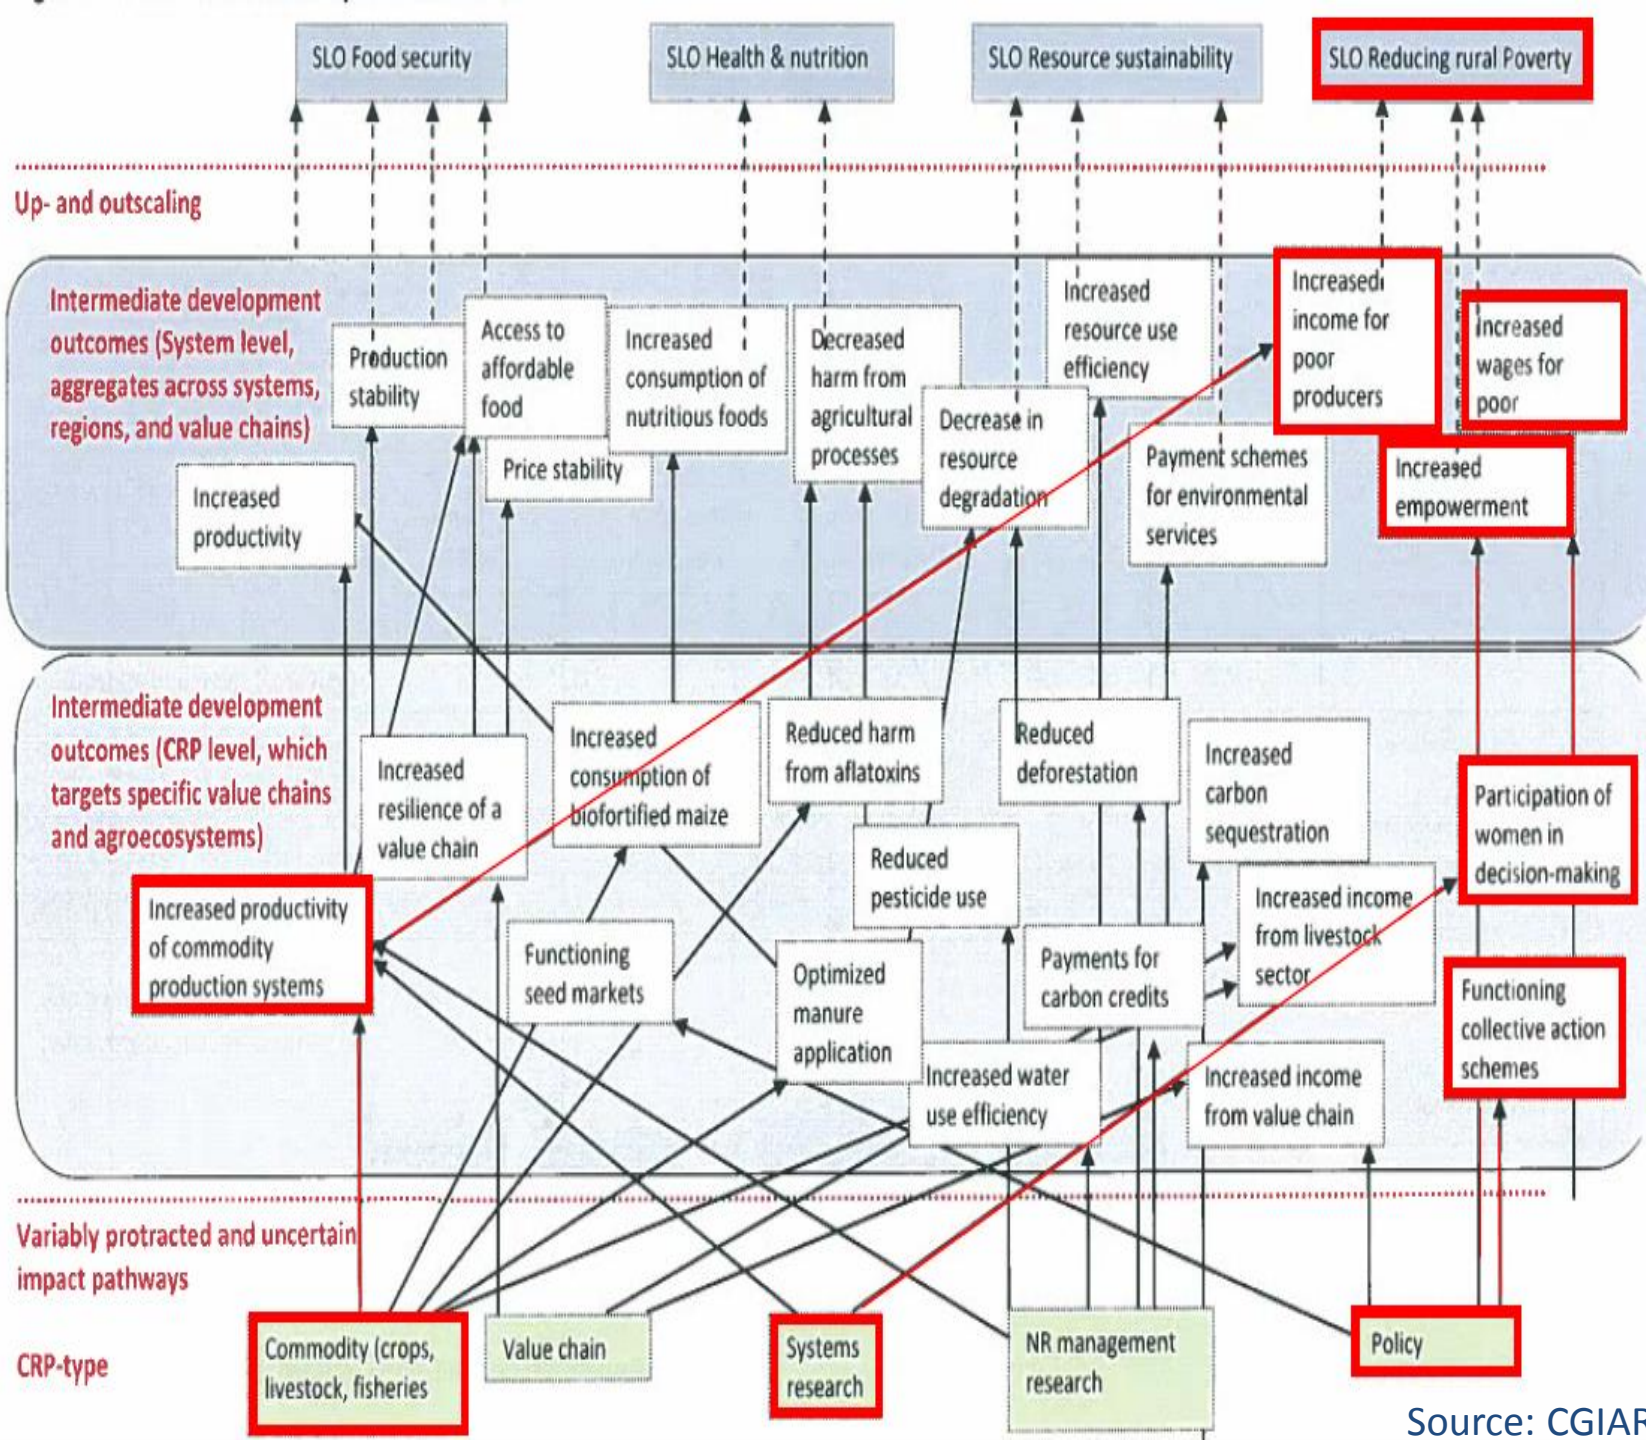 SLO Food security
SLO Health & nutrition
SLO Resource sustainability
SLO Reducing rural Poverty
Up- and outscaling
Intermediate development
outcomes (System level,
aggregates across systems,
regions, and value chains)
Increased
productivity
Production
stability
Access to
affordable
food
Price stability
Increased
consumption of
nutritious foods
Decreased
harm from
agricultural
processes
Decrease in
resource
degradation
Increased
resource use
efficiency
Payment schemes
for environmental
services
Increased
income for
poor
producers
Increased
wages for
poor
Increased
empowerment
Intermediate development
outcomes (CRP level, which
targets specific value chains
and agroecosystems)
Increased productivity
of commodity
production systems
Increased
resilience of a
value chain
Increased
consumption of
biofortified maize
Functioning
seed markets
Reduced harm
from aflatoxins
Reduced
pesticide use
Optimized
manure
application
Increased water
use efficiency
Reduced
deforestation
Payments for
carbon credits
Increased
carbon
sequestration
Increased income
from livestock
sector
Increased income
from value chain
Participation of
women in
decision-making
Functioning
collective action
schemes
Variably protracted and uncertain
impact pathways
CRP-type
Commodity (crops,
livestock, fisheries
Value chain
Systems
research
NR management
research
Policy
Source: CGIAR